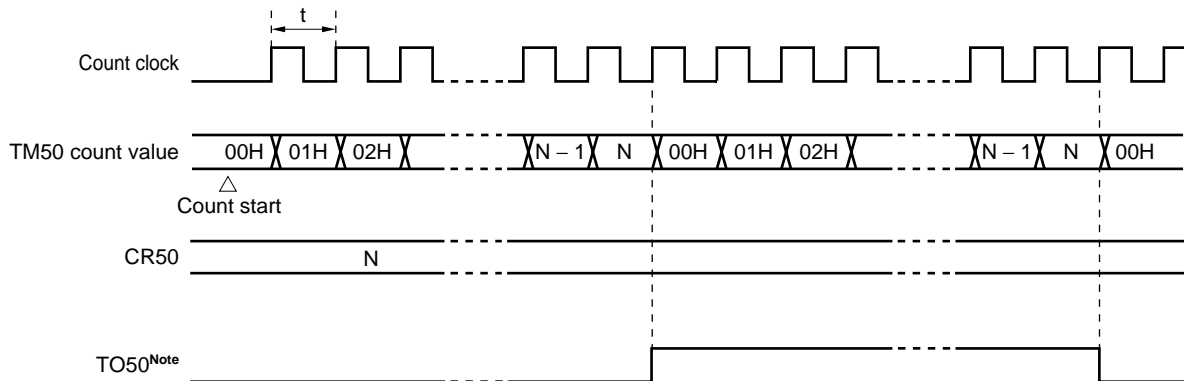 t
Count clock
TM50 count value 00H 01H 02H N – 1 N 00H 01H 02H N – 1 N 00H
△
Count start
CR50 N
TO50Note